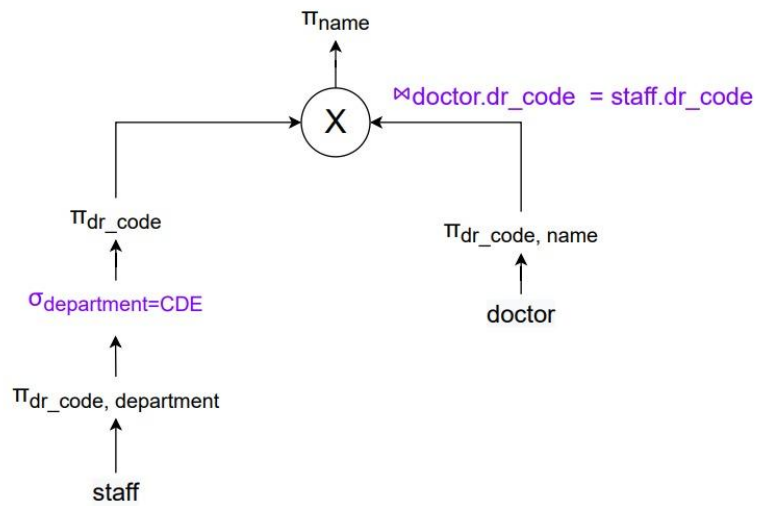 πname
⋈doctor.dr_code = staff.dr_code
X
πdr_code
πdr_code, name
σdepartment=CDE
doctor
πdr_code, department
staff